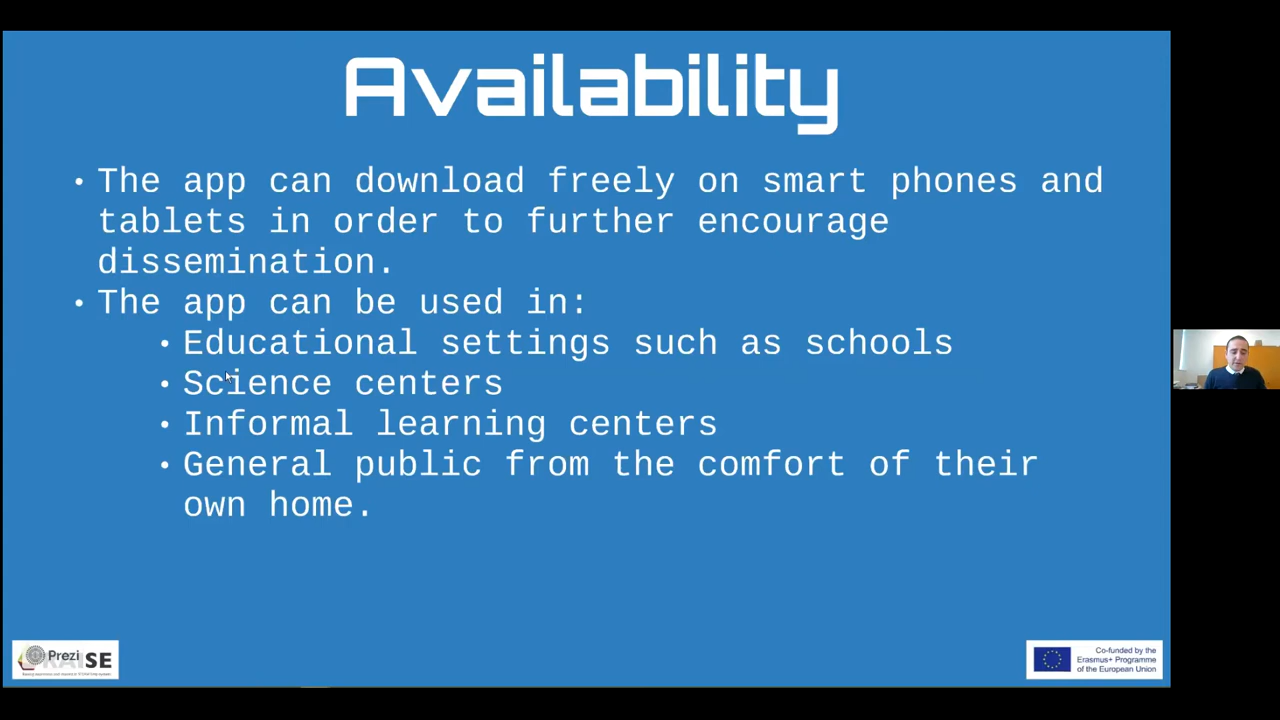 Availability
• The app can download freely on smart phones and
tablets in order to further encourage
dissemination.
• The app can be used in:
• Educational settings such as schools
• Science centers
• Informal learning centers
• General public from the comfort of their
own home.
Prezi
RAISE
Co-funded by the
Erasmus+ Programme
of the European Union